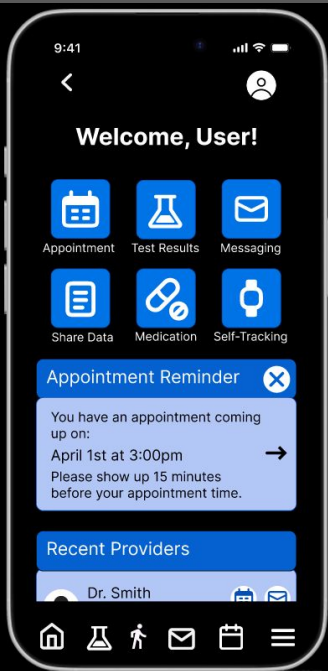 9:41
Welcome, User!
Appointment Test Results Messaging
Share Data Medication Self-Tracking
Appointment Reminder
You have an appointment coming
up on:
April 1st at 3:00pm
Please show up 15 minutes
before your appointment time.
Recent Providers
Dr. Smith